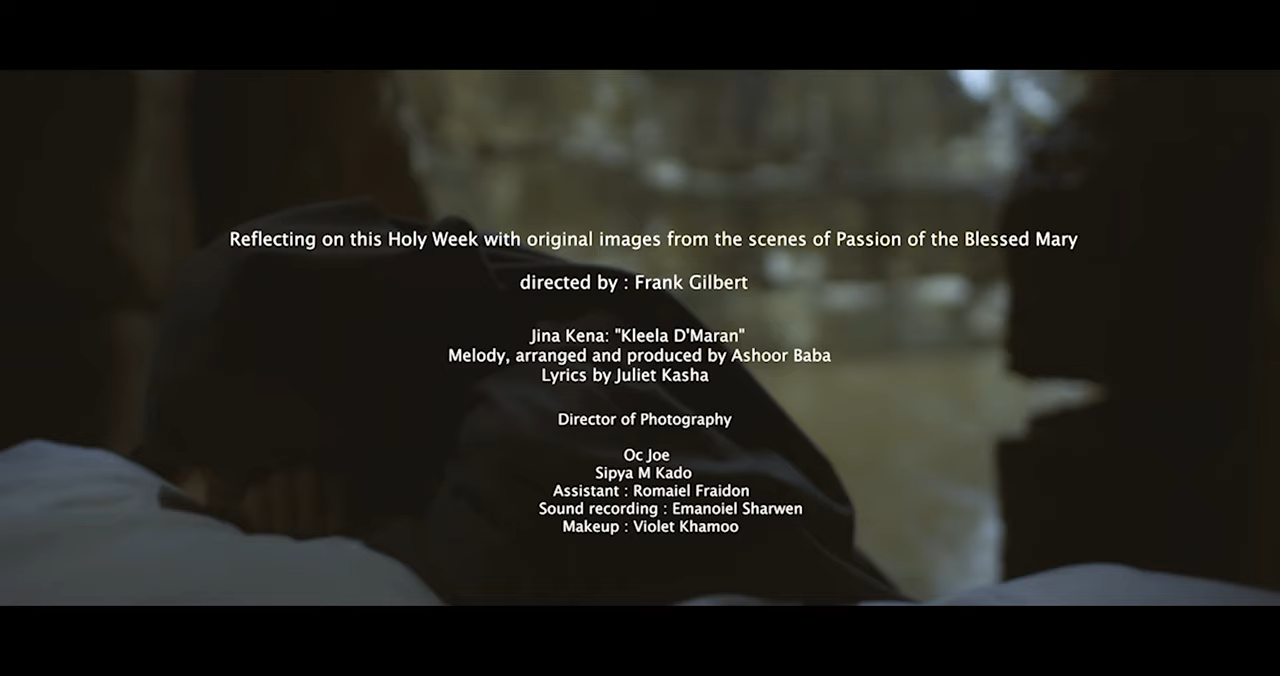 Reflecting on this Holy Week with original images from the scenes of Passion of the Blessed Mary
directed by : Frank Gilbert
Jina Kena: "Kleela D'Maran"
Melody, arranged and produced by Ashoor Baba
Lyrics by Juliet Kasha
Director of Photography
Oc Joe
Sipya M Kado
Assistant : Romaiel Fraidon
Sound recording : Emanoiel Sharwen
Makeup : Violet Khamoo